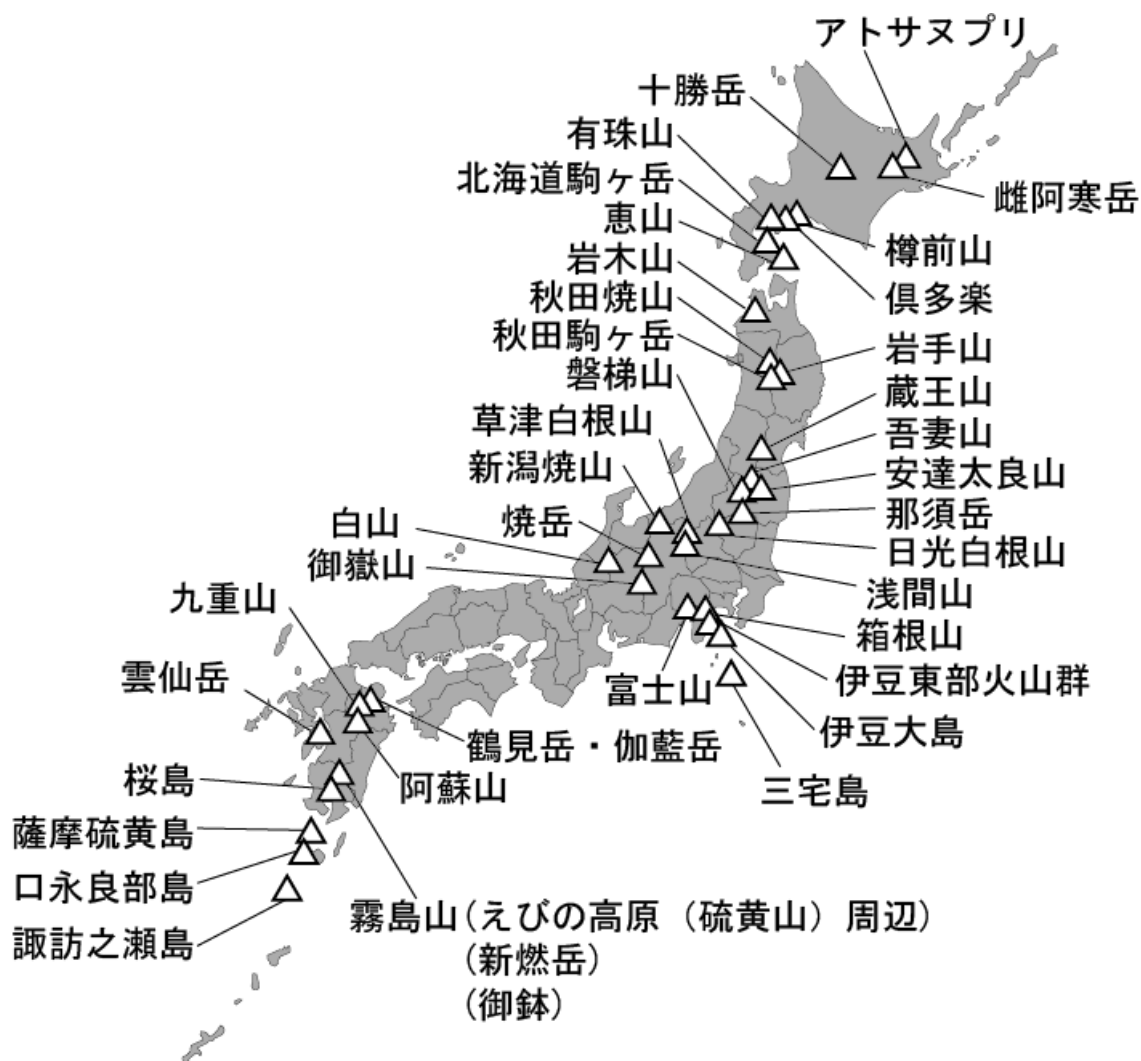 アトサヌプリ
十勝岳
有珠山
北海道駒ヶ岳
恵山
岩木山
秋田焼山
秋田駒ヶ岳
磐梯山
草津白根山
新潟焼山
焼岳
白山
御嶽山
九重山
雲仙岳
桜島
薩摩硫黄島
口永良部島
諏訪之瀬島
雌阿寒岳
樽前山
倶多楽
岩手山
蔵王山
吾妻山
安達太良山
那須岳
日光白根山
浅間山
箱根山
伊豆東部火山群
富士山
伊豆大島
三宅島
鶴見岳・伽藍岳
阿蘇山
霧島山(えびの高原（硫黄山）周辺)
(新燃岳)
(御鉢)